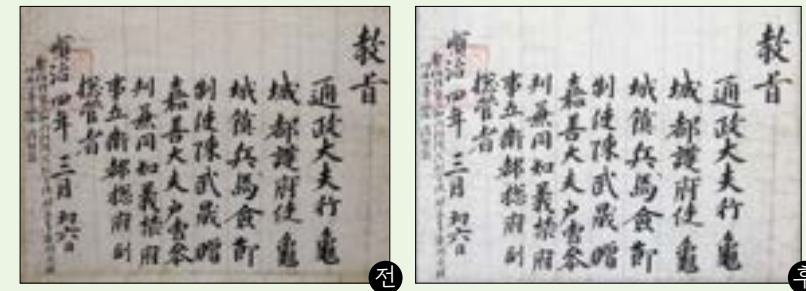 敎旨
通政大夫行龜
城都護府使龜
城鎭兵馬僉節
制使陳武晟贈
嘉善大夫戶曹參
判兼同知義禁府
事五衛都摠府副
摠管者
順治四年三月初六日
전
敎旨
通政大夫行龜
城都護府使龜
城鎭兵馬僉節
制使陳武晟贈
嘉善大夫戶曹參
判兼同知義禁府
事五衛都摠府副
摠管者
順治四年三月初六日
후